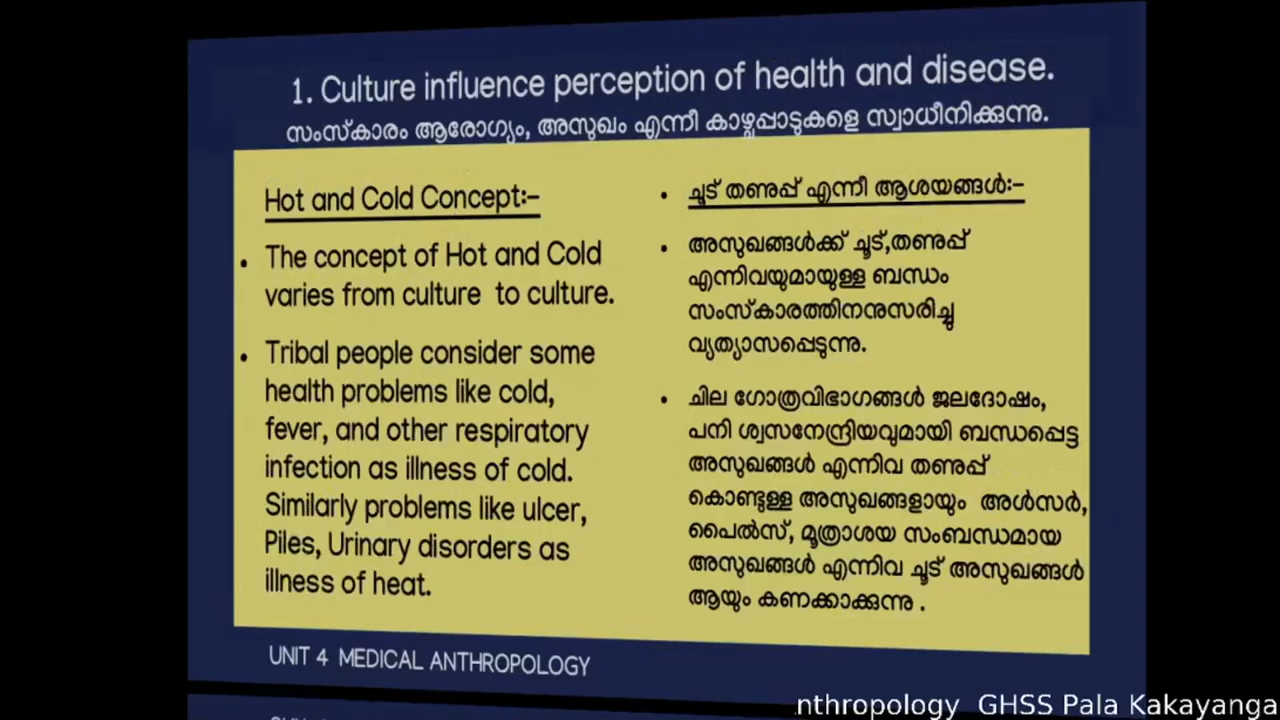 1. Culture influence perception of health and disease.
സംസ്കാരം ആരോഗ്യം, അസുഖം എന്നീ കാഴ്ചപ്പാടുകളെ സ്വാധീനിക്കുന്നു.
Hot and Cold Concept:-
• The concept of Hot and Cold
varies from culture to culture.
• Tribal people consider some
health problems like cold,
fever, and other respiratory
infection as illness of cold.
Similarly problems like ulcer,
Piles, Urinary disorders as
illness of heat.
• ചൂട് തണുപ്പ് എന്നീ ആശയങ്ങൾ:-
• അസുഖങ്ങൾക്ക് ചൂട്,തണുപ്പ്
എന്നിവയുമായുള്ള ബന്ധം
സംസ്കാരത്തിനനുസരിച്ചു
വ്യത്യാസപ്പെടുന്നു.
• ചില ഗോത്രവിഭാഗങ്ങൾ ജലദോഷം,
പനി ശ്വസനേന്ദ്രിയവുമായി ബന്ധപ്പെട്ട
അസുഖങ്ങൾ എന്നിവ തണുപ്പ്
കൊണ്ടുള്ള അസുഖങ്ങളായും അൾസർ,
പൈൽസ്, മൂത്രാശയ സംബന്ധമായ
അസുഖങ്ങൾ എന്നിവ ചൂട് അസുഖങ്ങൾ
ആയും കണക്കാക്കുന്നു .
UNIT 4 MEDICAL ANTHROPOLOGY
nthropology GHSS Pala Kakayanga